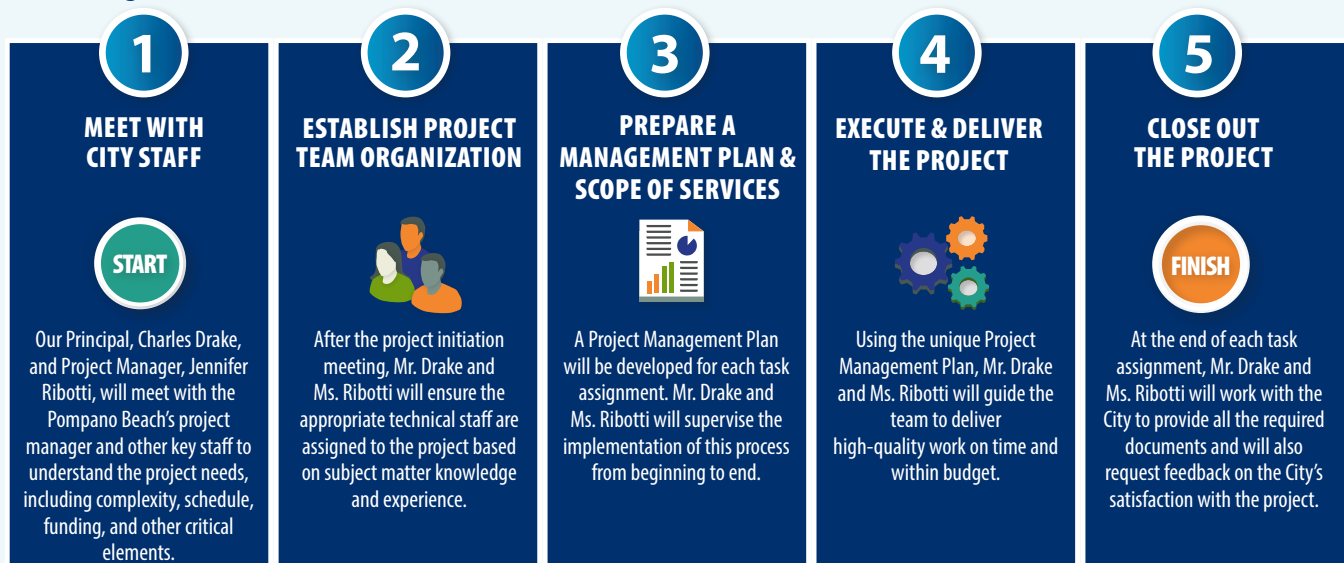 1
MEET WITH
CITY STAFF
START
Our Principal, Charles Drake,
and Project Manager, Jennifer
Ribotti, will meet with the
Pompano Beach's project
manager and other key staff to
understand the project needs,
including complexity, schedule,
funding, and other critical
elements.
2
ESTABLISH PROJECT
TEAM ORGANIZATION
After the project initiation
meeting, Mr. Drake and
Ms. Ribotti will ensure the
appropriate technical staff are
assigned to the project based
on subject matter knowledge
and experience.
3
PREPARE A
MANAGEMENT PLAN &
SCOPE OF SERVICES
A Project Management Plan
will be developed for each task
assignment. Mr. Drake and
Ms. Ribotti will supervise the
implementation of this process
from beginning to end.
4
EXECUTE & DELIVER
THE PROJECT
Using the unique Project
Management Plan, Mr. Drake
and Ms. Ribotti will guide the
team to deliver
high-quality work on time and
within budget.
5
CLOSE OUT
THE PROJECT
FINISH
At the end of each task
assignment, Mr. Drake and
Ms. Ribotti will work with the
City to provide all the required
documents and will also
request feedback on the City's
satisfaction with the project.